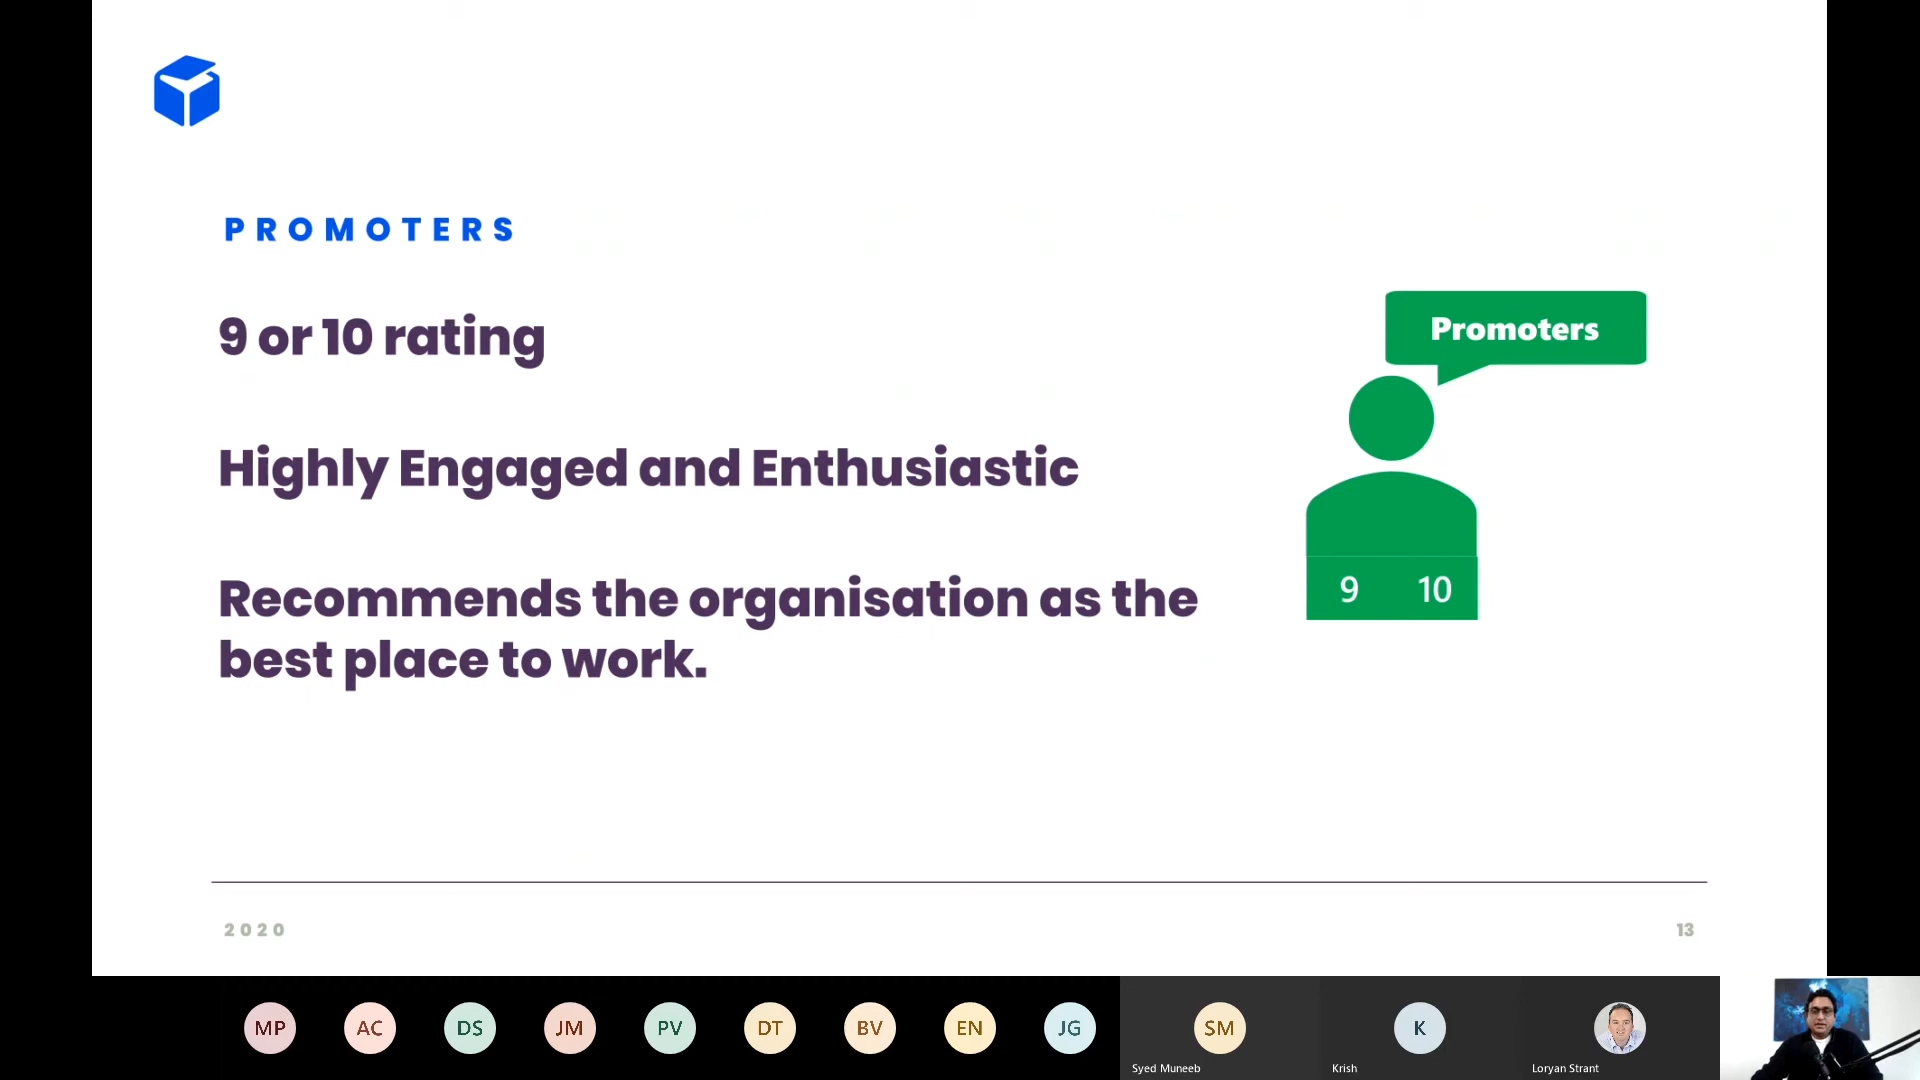 PROMOTERS
9 or 10 rating
Highly Engaged and Enthusiastic
Recommends the organisation as the
best place to work.
Promoters
9 10
2020
13
MP AC DS JM PV DT BV EN JG SM K
Syed Muneeb Krish Loryan Strant